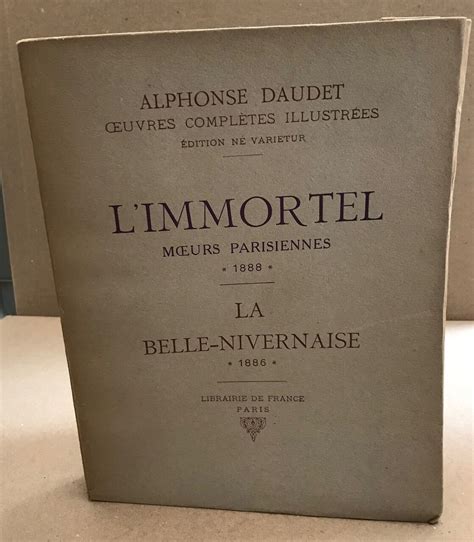 ALPHONSE DAUDET
ŒUVRES COMPLÈTES ILLUSTRÉES
ÉDITION NE VARIETUR
L'IMMORTEL
MŒURS PARISIENNES
* 1888 *
LA
BELLE-NIVERNAISE
* 1886 *
LIBRAIRIE DE FRANCE
PARIS